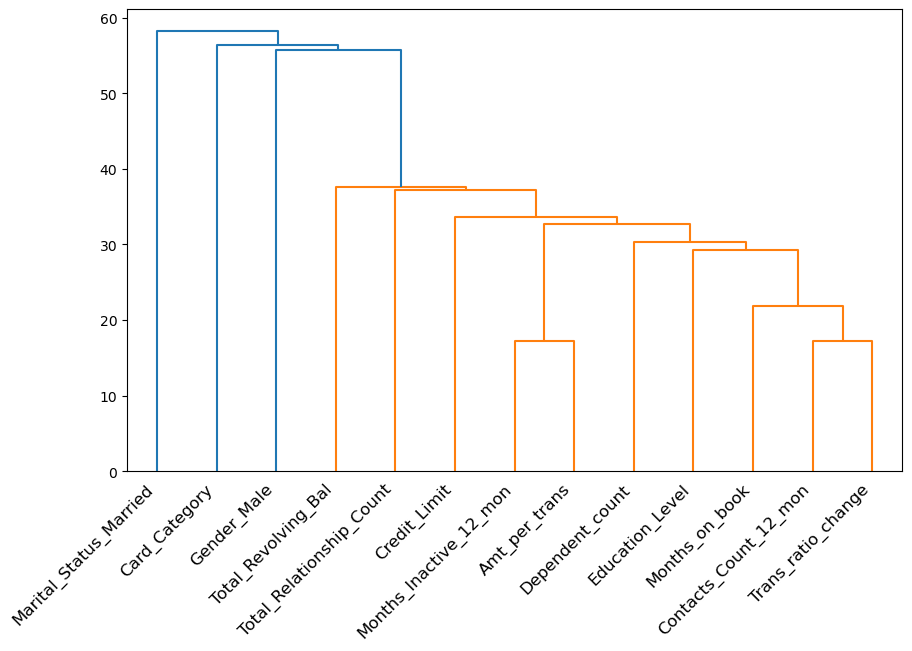 60
50
40
30
20
10
0
Marital_Status_Married
Card_Category
Gender_Male
Total_Revolving_Bal
Total_Relationship_Count
Credit_Limit
Months_Inactive_12_mon
Amt_per_trans
Dependent_count
Education_Level
Months_on_book
Contacts_Count_12_mon
Trans_ratio_change